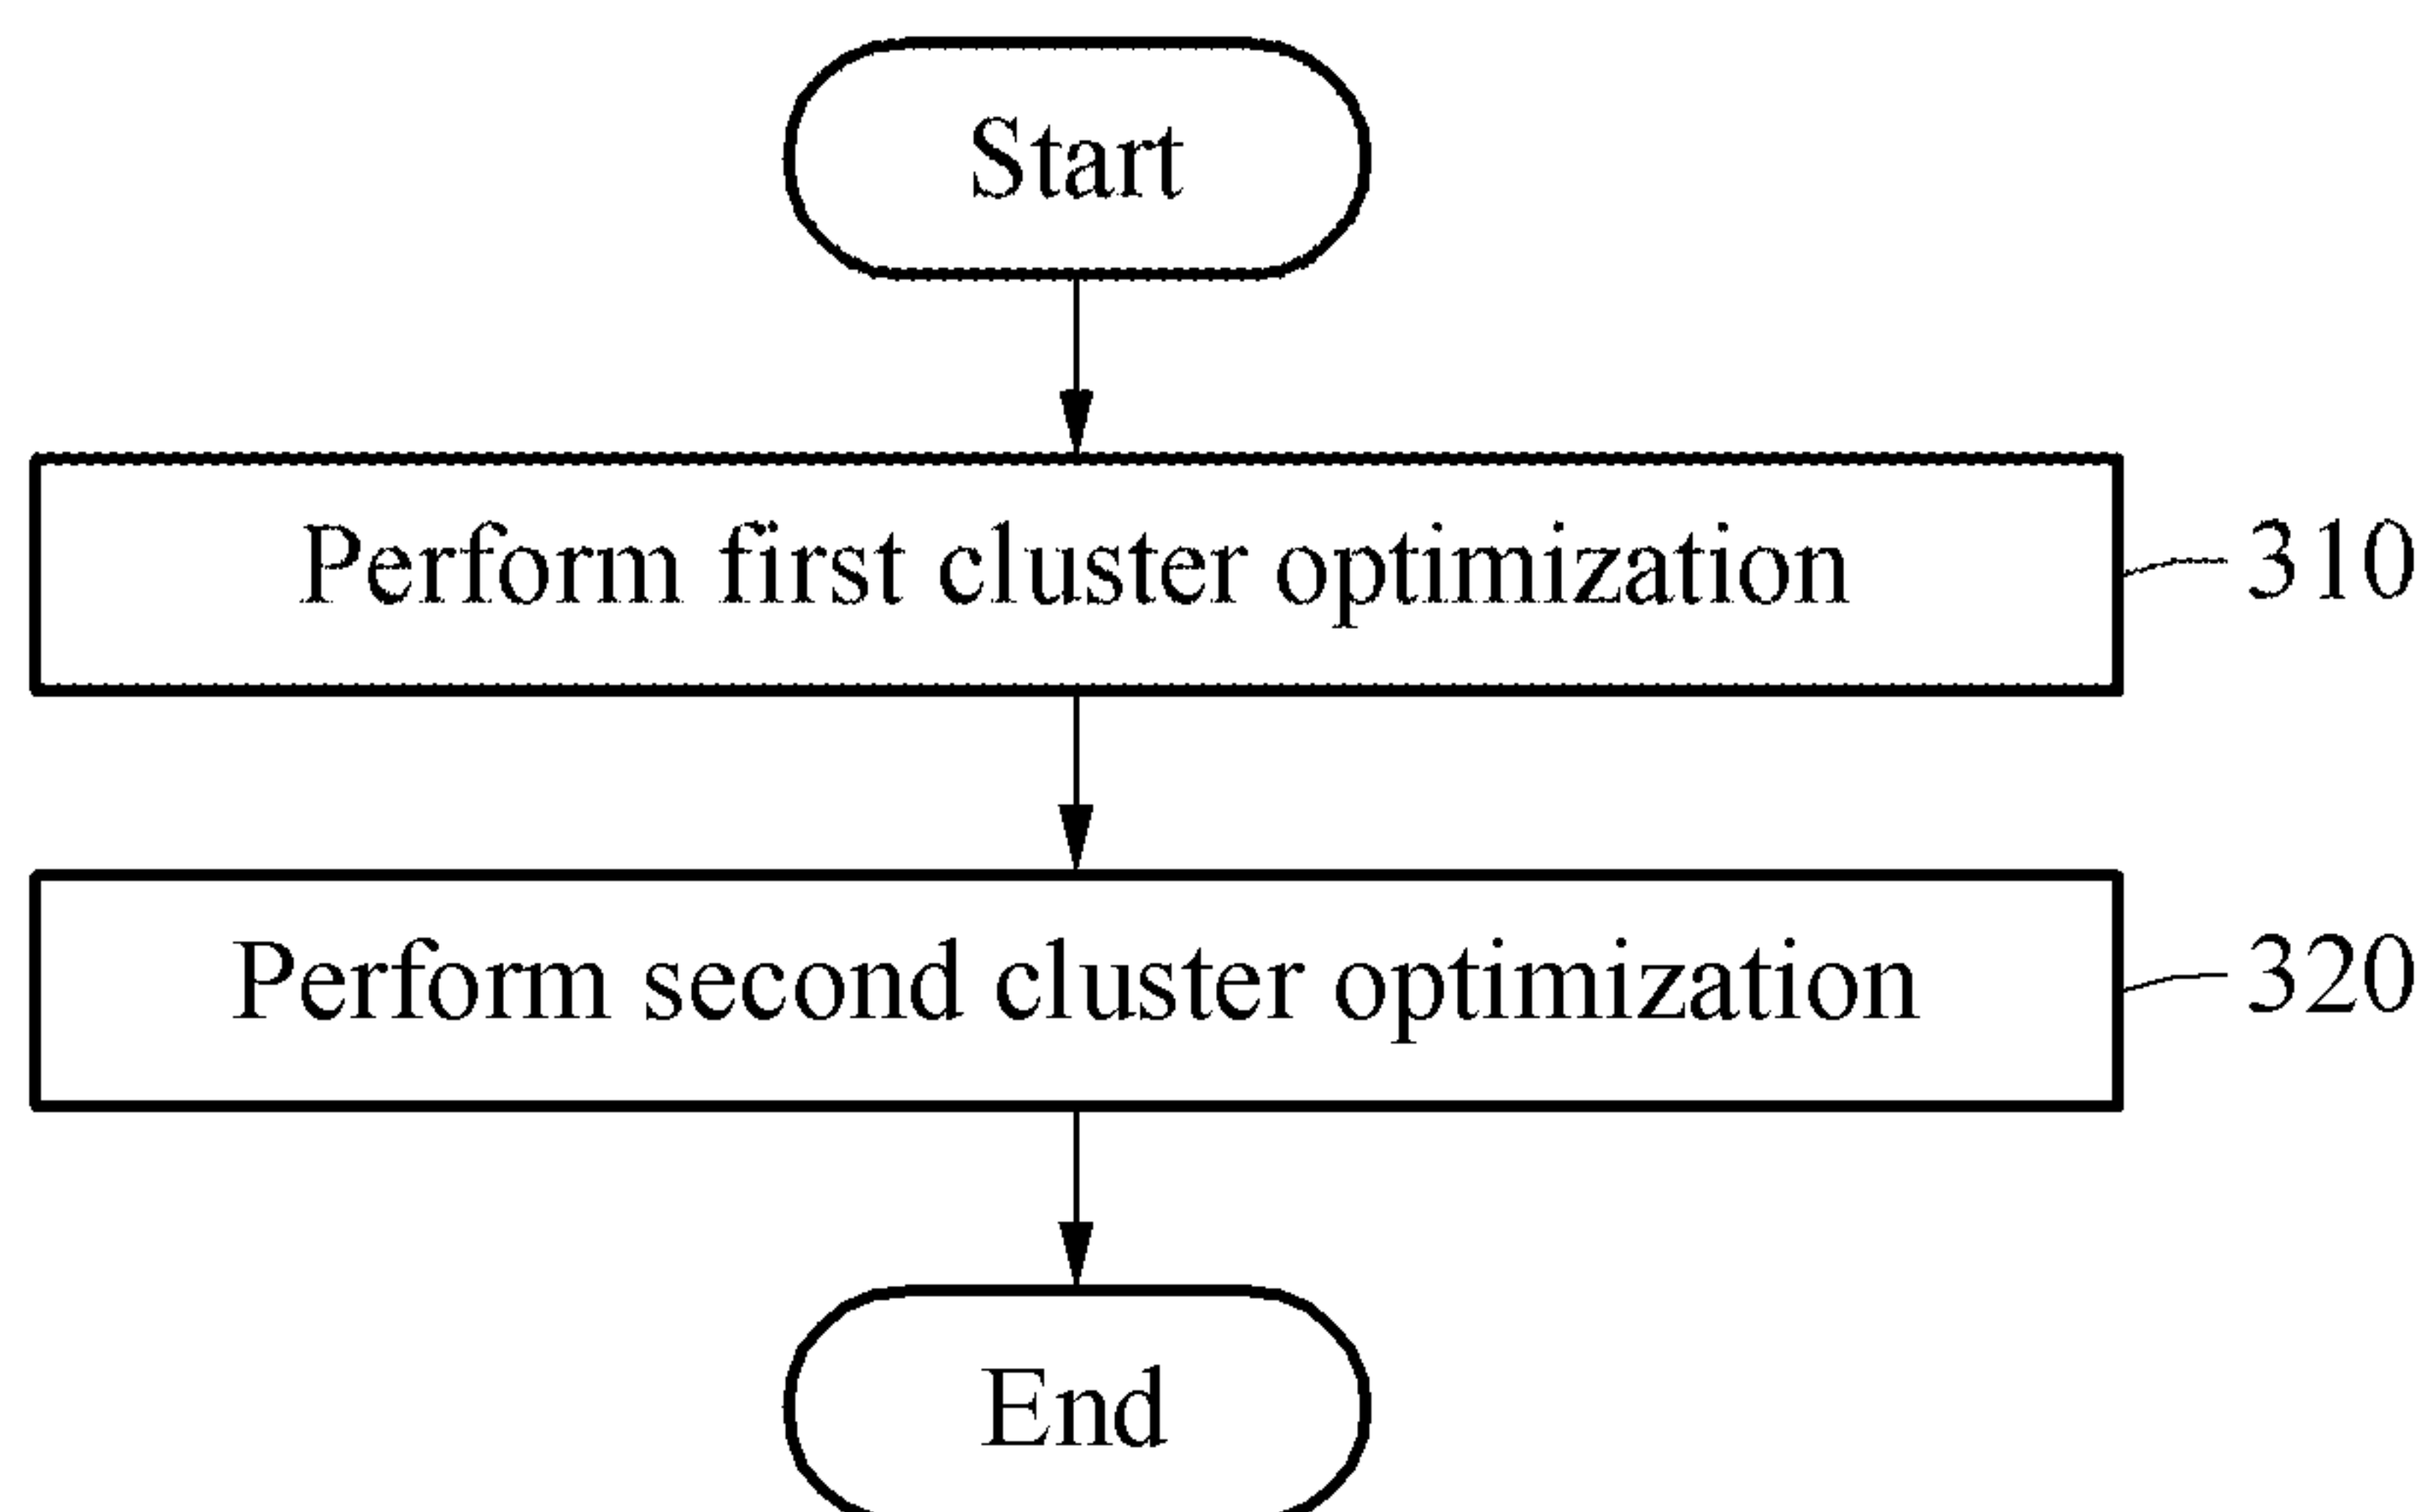 Start
Perform first cluster optimization
310
Perform second cluster optimization
320
End